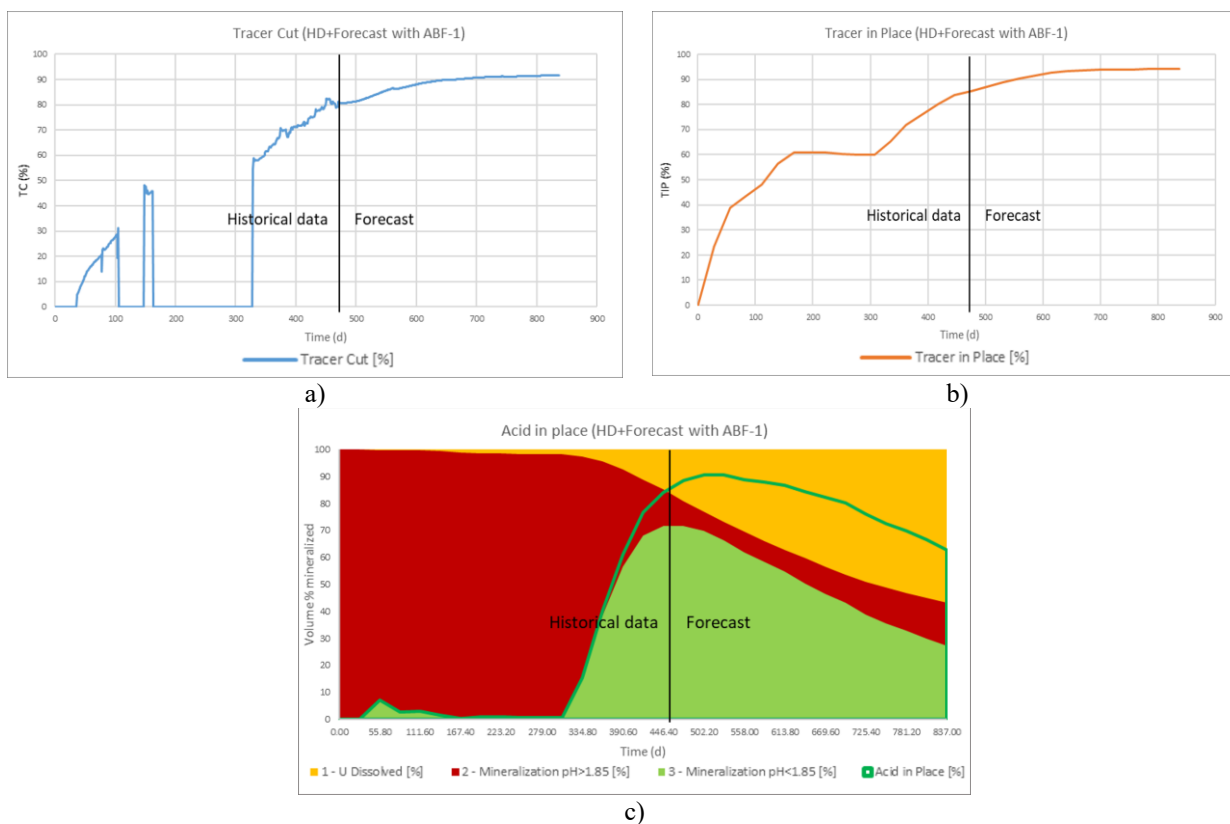 Tracer Cut (HD+Forecast with ABF-1)
100
90
80
70
60
50
40
30
20
10
0
TC (%)
Historical data Forecast
0 100 200 300 400 500 600 700 800 900
Time (d)
Tracer Cut [%]
a)
Tracer in Place (HD+Forecast with ABF-1)
100
90
80
70
60
50
40
30
20
10
0
TIP (%)
Historical data Forecast
0 100 200 300 400 500 600 700 800 900
Time (d)
Tracer in Place [%]
b)
Acid in place (HD+Forecast with ABF-1)
100
90
80
70
60
50
40
30
20
10
0
Volume % mineralized
Historical data Forecast
0.00 55.80 111.60 167.40 223.20 279.00 334.80 390.60 446.40 502.20 558.00 613.80 669.60 725.40 781.20 837.00
Time (d)
1 - U Dissolved [%] 2 - Mineralization pH>1.85 [%] 3 - Mineralization pH<1.85 [%] Acid in Place [%]
c)